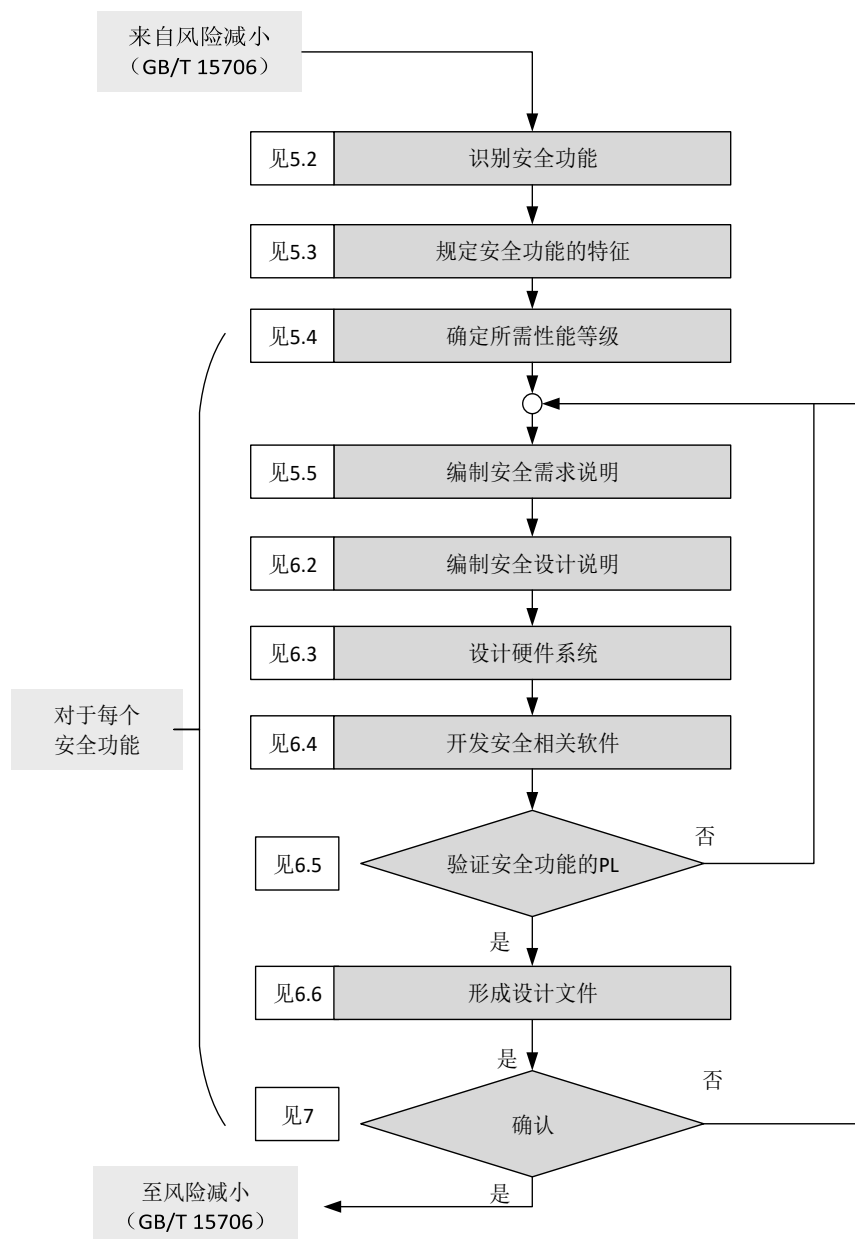 来自风险减小
（GB/T 15706）
见5.2
识别安全功能
见5.3
规定安全功能的特征
见5.4
确定所需性能等级
见5.5
编制安全需求说明
见6.2
编制安全设计说明
见6.3
设计硬件系统
对于每个
安全功能
见6.4
开发安全相关软件
见6.5
验证安全功能的PL
否
是
见6.6
形成设计文件
是
见7
确认
否
是
至风险减小
（GB/T 15706）